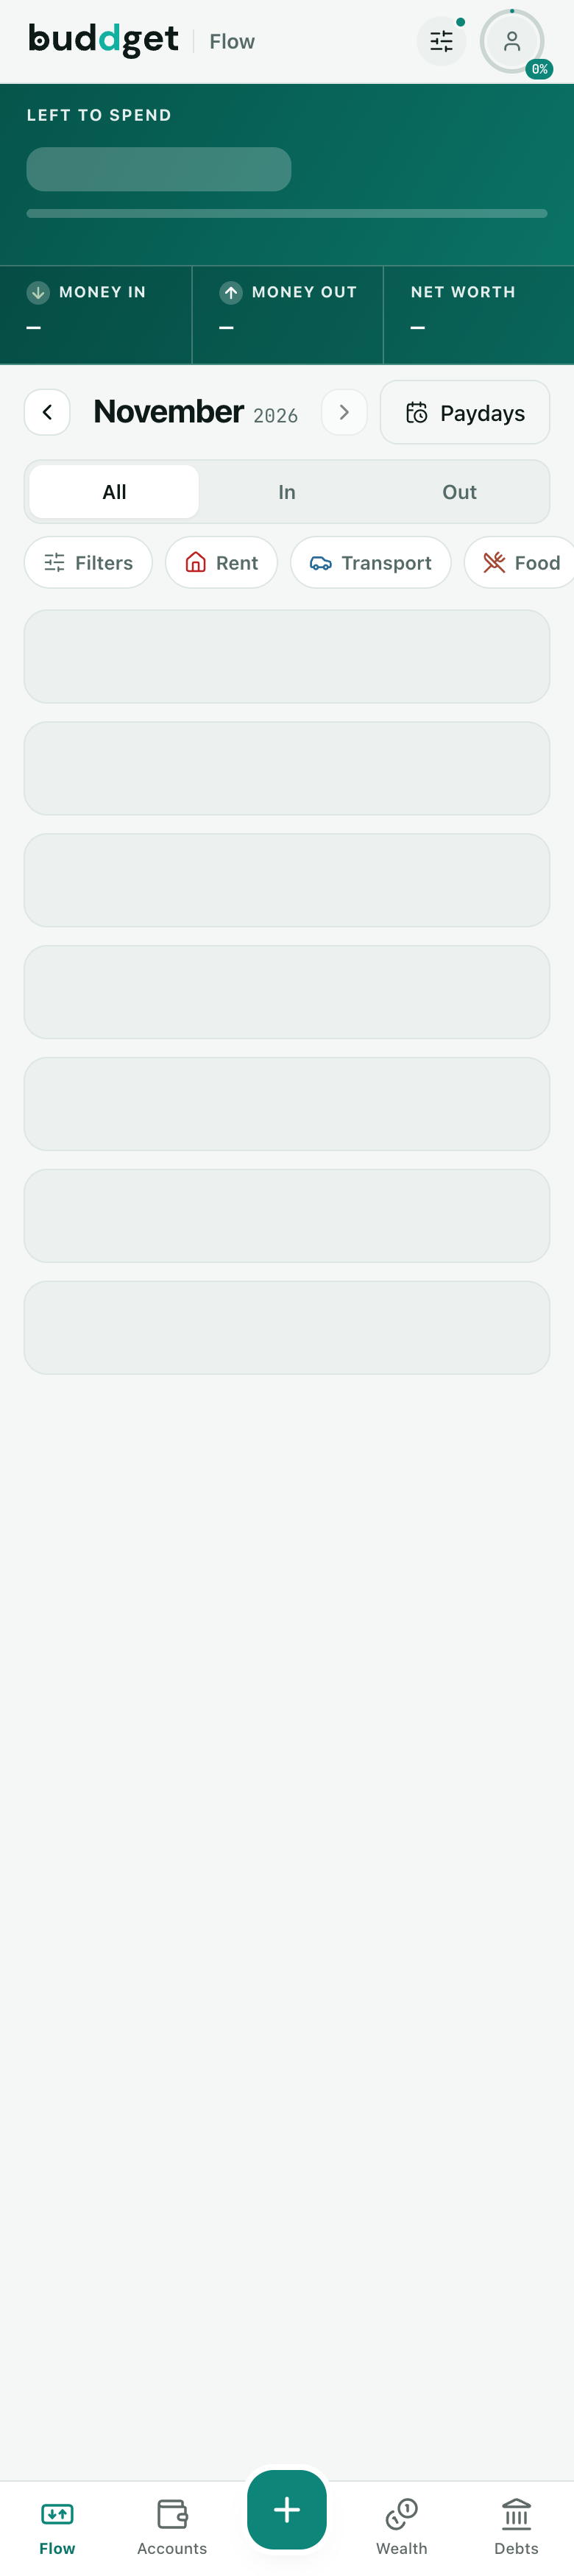 buddget Flow
0%
LEFT TO SPEND
MONEY IN MONEY OUT NET WORTH
– – –
November 2026 Paydays
All In Out
Filters Rent Transport Food
Flow Accounts Wealth Debts